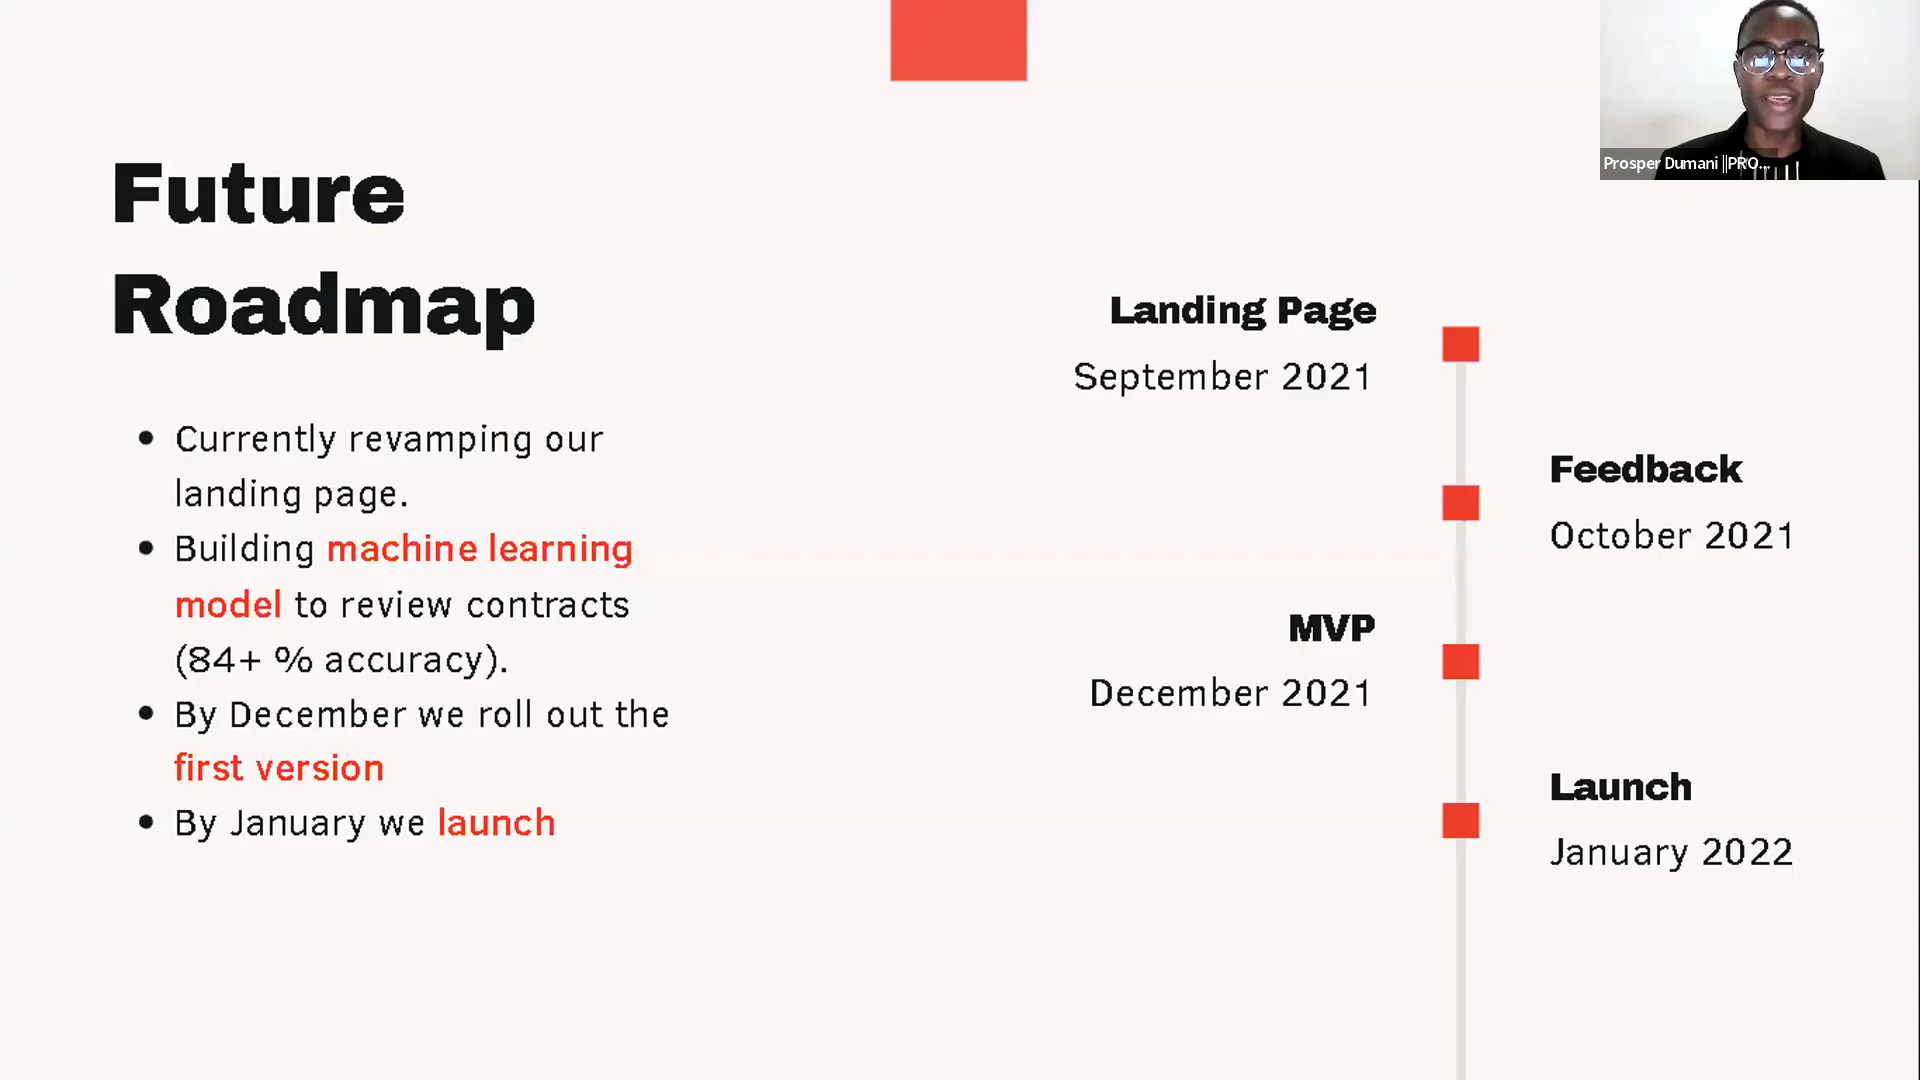 Prosper Dumani ||PRO...
Future
Roadmap
• Currently revamping our
landing page.
• Building machine learning
model to review contracts
(84+ % accuracy).
• By December we roll out the
first version
• By January we launch
Landing Page
September 2021
Feedback
October 2021
MVP
December 2021
Launch
January 2022